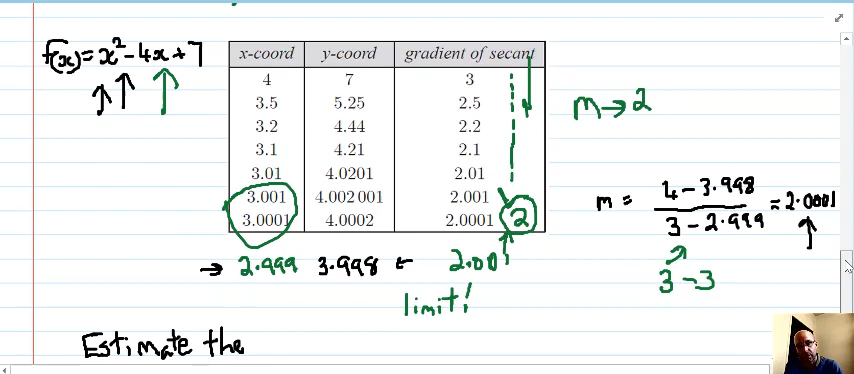 f(x) = x² - 4x + 7
x-coord y-coord gradient of secant
4 7 3
3.5 5.25 2.5
3.2 4.44 2.2
3.1 4.21 2.1
3.01 4.0201 2.01
3.001 4.002 001 2.001
3.0001 4.0002 2.0001 2
m → 2
m = 4 - 3.998 / 3 - 2.999 = 2.0001
3 - 3
→ 2.999 3.998 ← 2.001
limit!
Estimate the